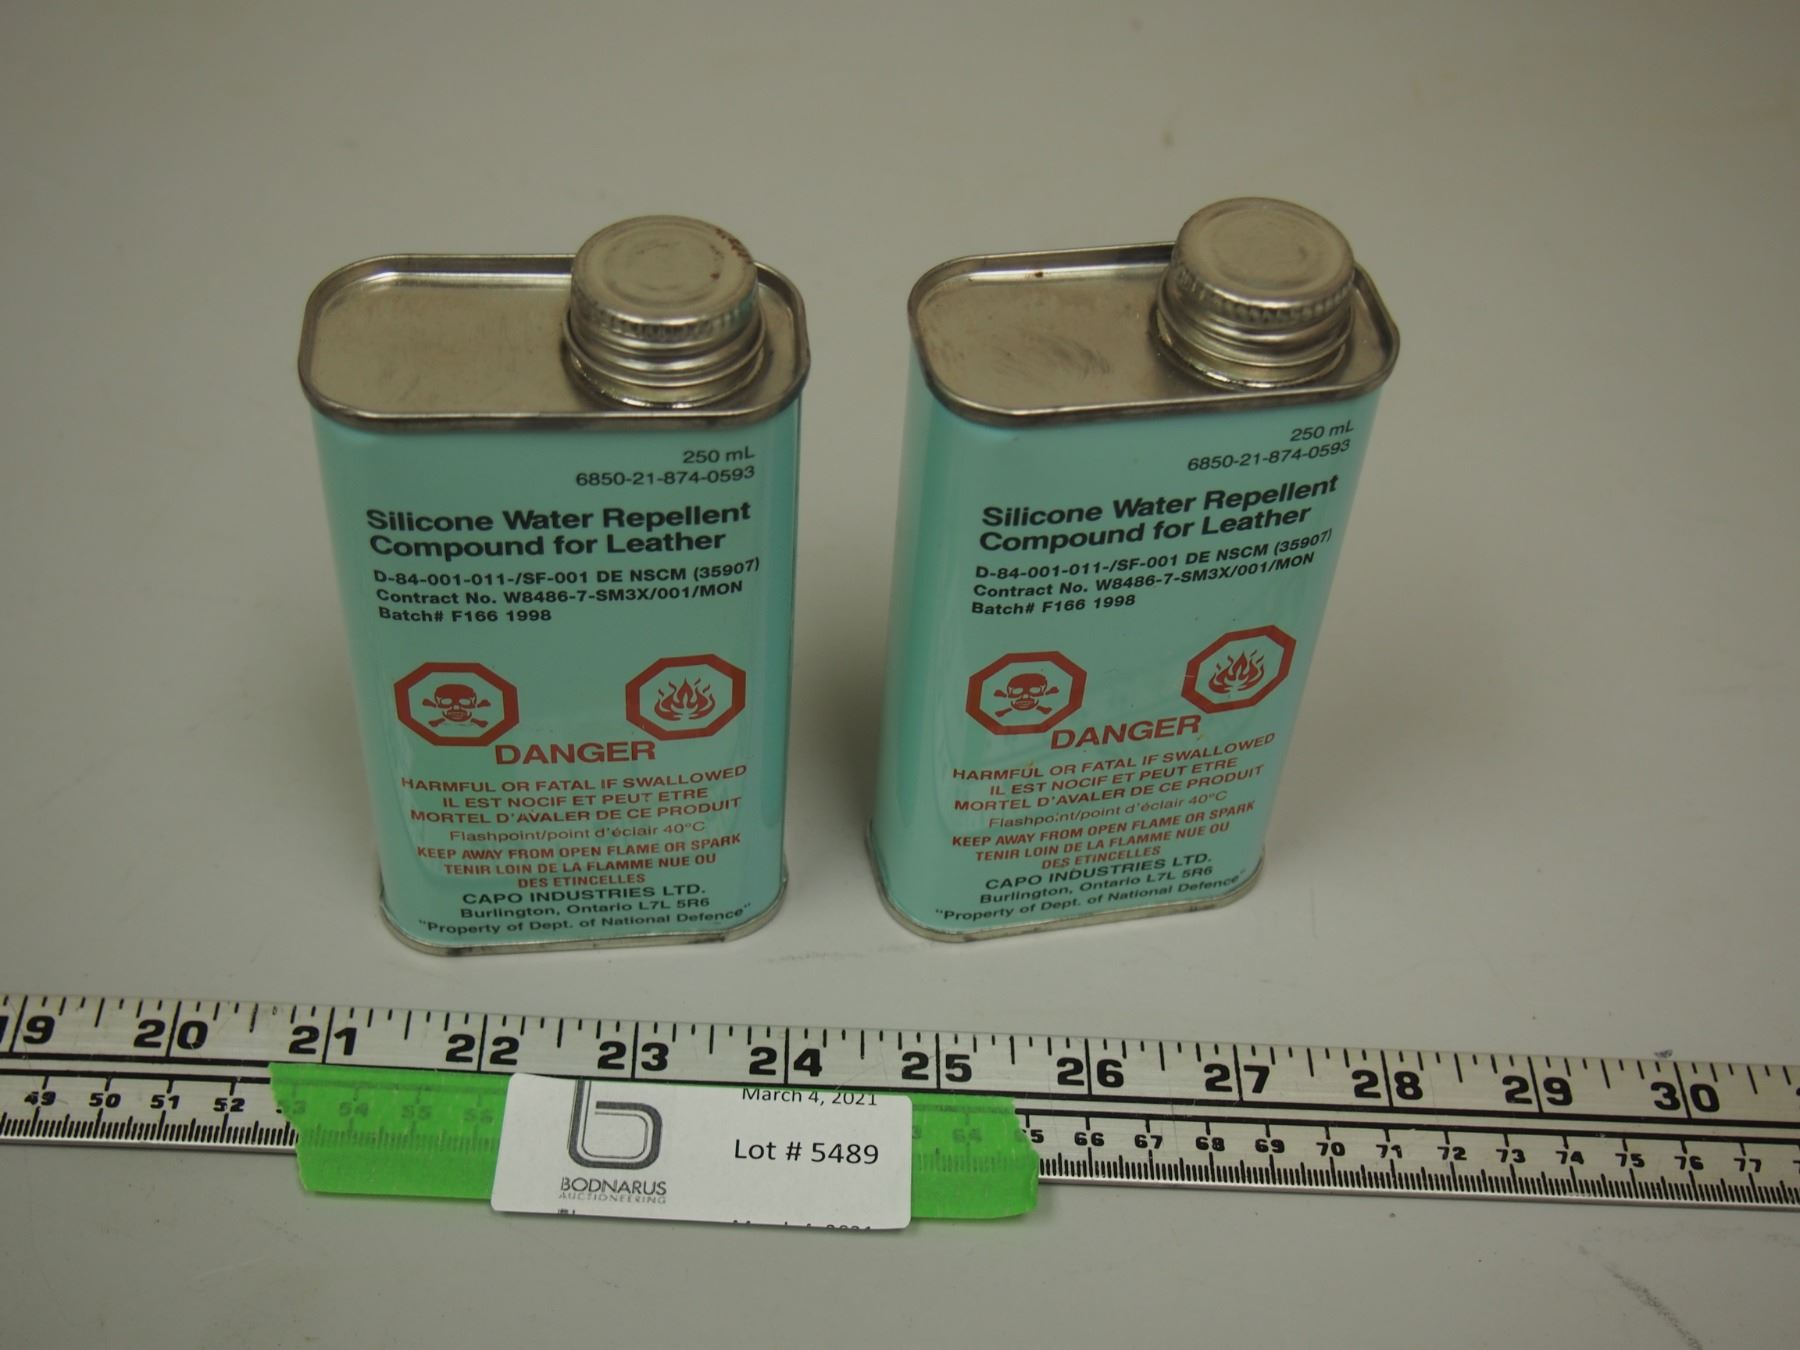 250 mL
6850-21-874-0593
Silicone Water Repellent
Compound for Leather
D-84-001-011-/SF-001 DE NSCM (35907)
Contract No. W8486-7-SM3X/001/MON
Batch# F166 1998
DANGER
HARMFUL OR FATAL IF SWALLOWED
IL EST NOCIF ET PEUT ETRE
MORTEL D'AVALER DE CE PRODUIT
Flashpoint/point d'éclair 40°C
KEEP AWAY FROM OPEN FLAME OR SPARK
TENIR LOIN DE LA FLAMME NUE OU
DES ETINCELLES
CAPO INDUSTRIES LTD.
Burlington, Ontario L7L 5R6
"Property of Dept. of National Defence"
250 mL
6850-21-874-0593
Silicone Water Repellent
Compound for Leather
D-84-001-011-/SF-001 DE NSCM (35907)
Contract No. W8486-7-SM3X/001/MON
Batch# F166 1998
DANGER
HARMFUL OR FATAL IF SWALLOWED
IL EST NOCIF ET PEUT ETRE
MORTEL D'AVALER DE CE PRODUIT
Flashpoint/point d'éclair 40°C
KEEP AWAY FROM OPEN FLAME OR SPARK
TENIR LOIN DE LA FLAMME NUE OU
DES ETINCELLES
CAPO INDUSTRIES LTD.
Burlington, Ontario L7L 5R6
"Property of Dept. of National Defence"
19 20 21 22 23 24 25 26 27 28 29 30
49 50 51 52 53 54 55 56 64 65 66 67 68 69 70 71 72 73 74 75 76 77
March 4, 2021
Lot # 5489
BODNARUS
AUCTIONEERING